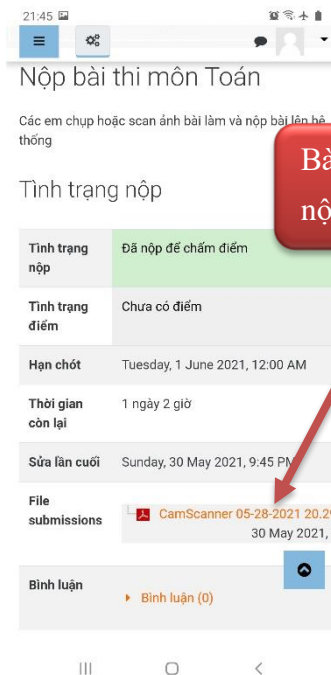 21:45
Nộp bài thi môn Toán
Các em chụp hoặc scan ảnh bài làm và nộp bài lên hệ
thống
Bà
nộ
Tình trạng nộp
Tình trạng Đã nộp để chấm điểm
nộp
Tình trạng Chưa có điểm
điểm
Hạn chót Tuesday, 1 June 2021, 12:00 AM
Thời gian 1 ngày 2 giờ
còn lại
Sửa lần cuối Sunday, 30 May 2021, 9:45 PM
File
submissions CamScanner 05-28-2021 20.29
30 May 2021,
Bình luận
Bình luận (0)